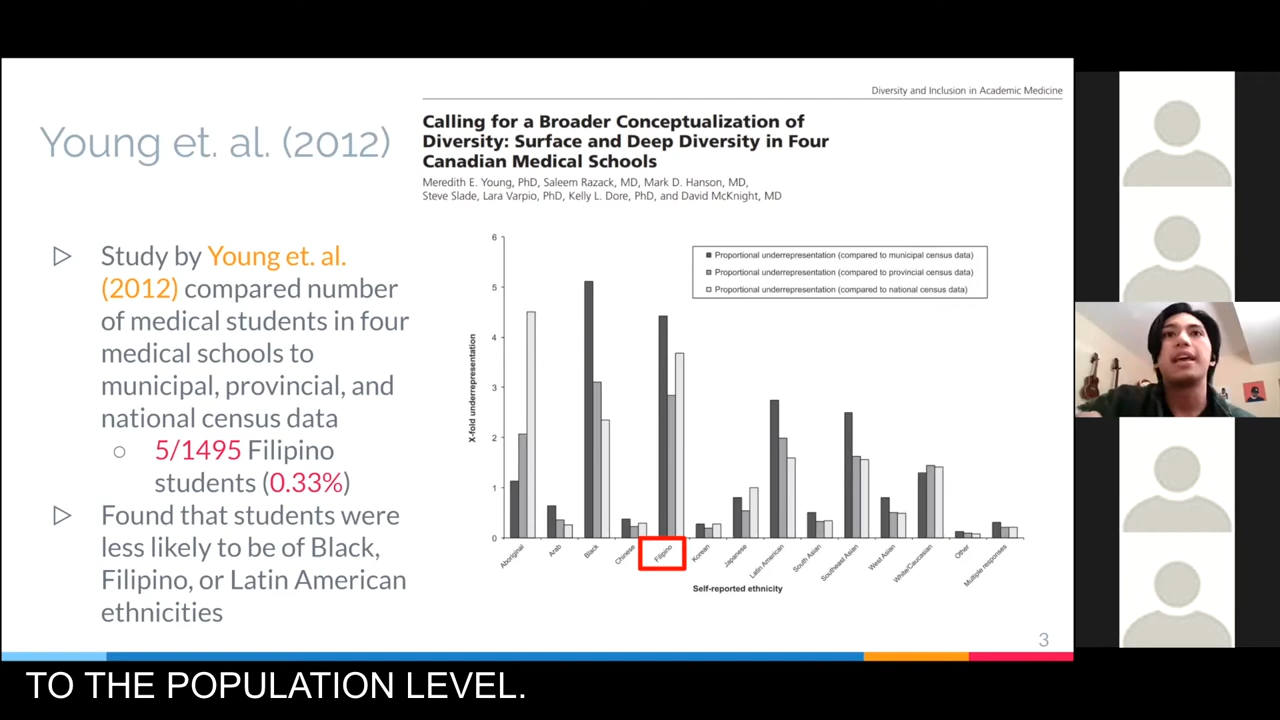 Diversity and Inclusion in Academic Medicine
Young et. al. (2012)
Calling for a Broader Conceptualization of
Diversity: Surface and Deep Diversity in Four
Canadian Medical Schools
Meredith E. Young, PhD, Saleem Razack, MD, Mark D. Hanson, MD,
Steve Slade, Lara Varpio, PhD, Kelly L. Dore, PhD, and David McKnight, MD
▷ Study by Young et. al.
(2012) compared number
of medical students in four
medical schools to
municipal, provincial, and
national census data
○ 5/1495 Filipino
students (0.33%)
▷ Found that students were
less likely to be of Black,
Filipino, or Latin American
ethnicities
Proportional underrepresentation (compared to municipal census data)
Proportional underrepresentation (compared to provincial census data)
Proportional underrepresentation (compared to national census data)
X-fold underrepresentation
6
5
4
3
2
1
0
Aboriginal
Arab
Black
Chinese
Filipino
Korean
Japanese
Latin American
South Asian
Southeast Asian
West Asian
White/Caucasian
Other
Multiple responses
Self-reported ethnicity
3
TO THE POPULATION LEVEL.